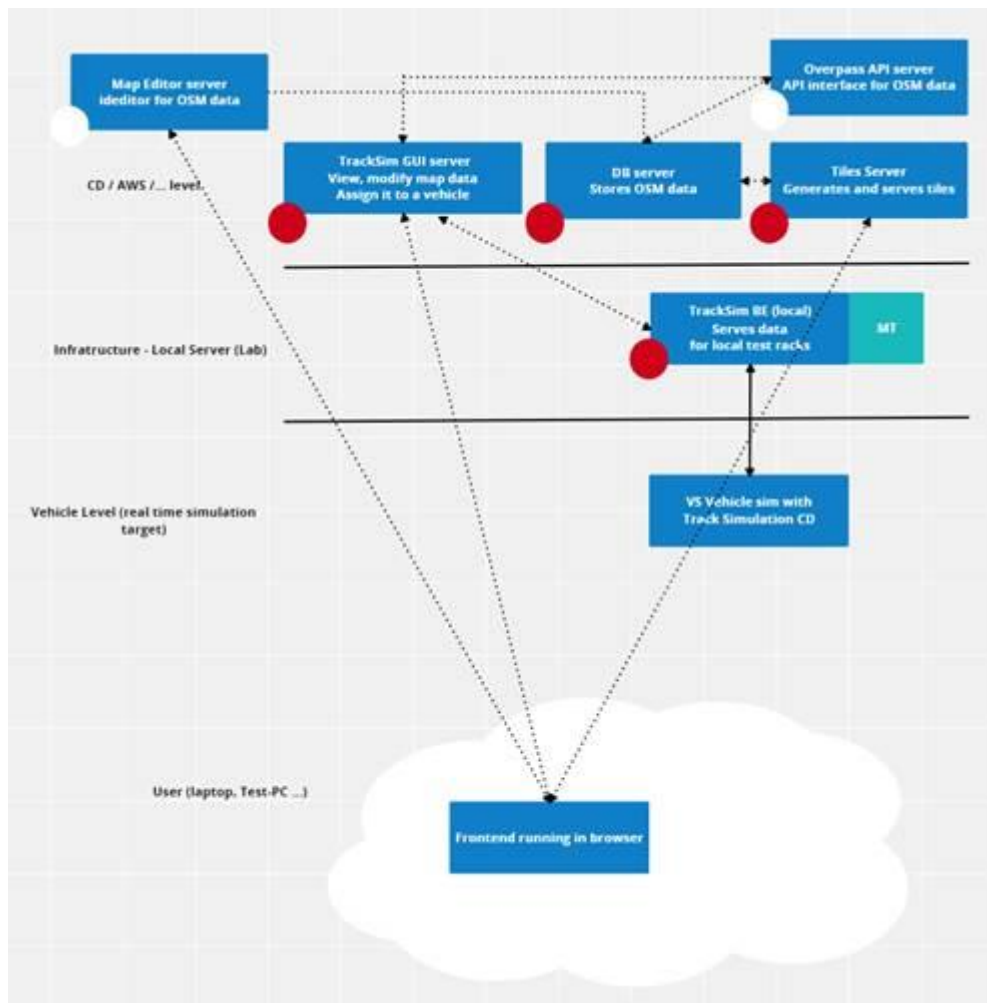 Map Editor server
ideditor for OSM data
Overpass API server
API interface for OSM data
CD / AWS /... level.
TrackSim GUI server
View, modify map data
Assign it to a vehicle
DB server
Stores OSM data
Tiles Server
Generates and serves tiles
Infratructure - Local Server (Lab)
TrackSim BE (local)
Serves data
for local test racks
MT
Vehicle Level (real time simulation
target)
VS Vehicle sim with
Track Simulation CD
User (laptop, Test-PC ...)
Frontend running in browser